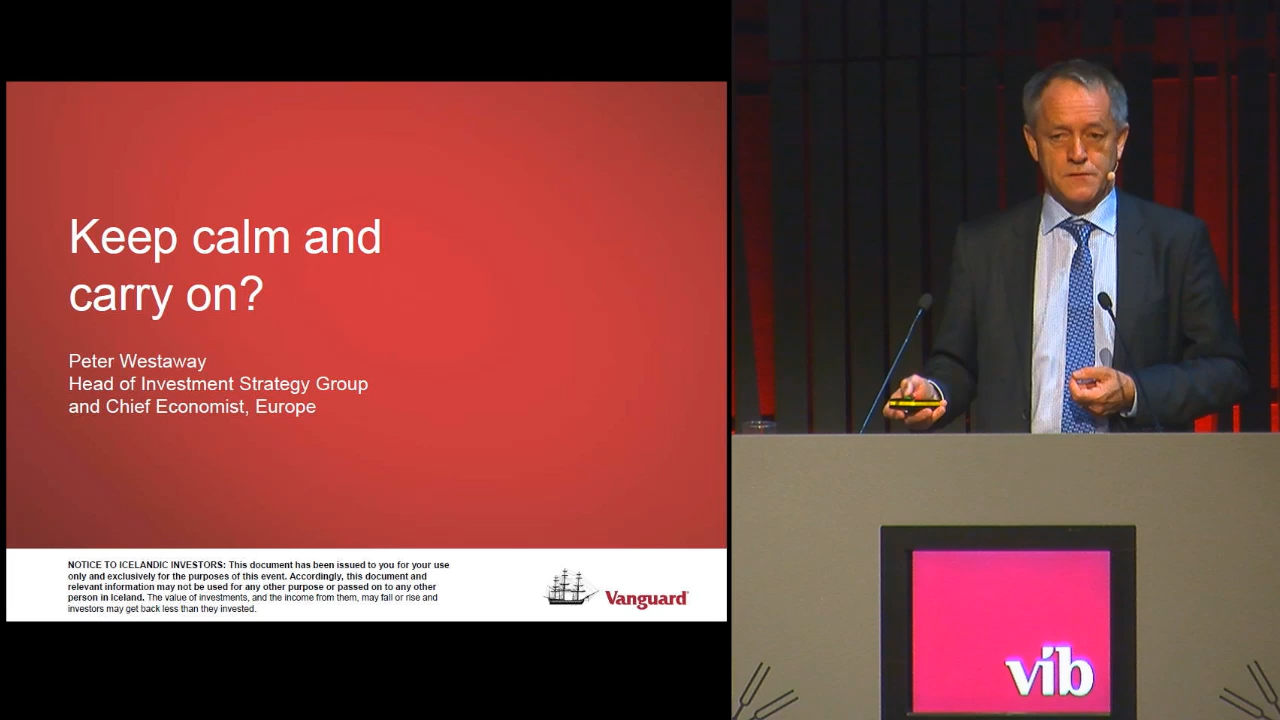 Keep calm and
carry on?
Peter Westaway
Head of Investment Strategy Group
and Chief Economist, Europe
NOTICE TO ICELANDIC INVESTORS: This document has been issued to you for your use
only and exclusively for the purposes of this event. Accordingly, this document and
relevant information may not be used for any other purpose or passed on to any other
person in Iceland. The value of investments, and the income from them, may fall or rise and
investors may get back less than they invested.
Vanguard®
vib